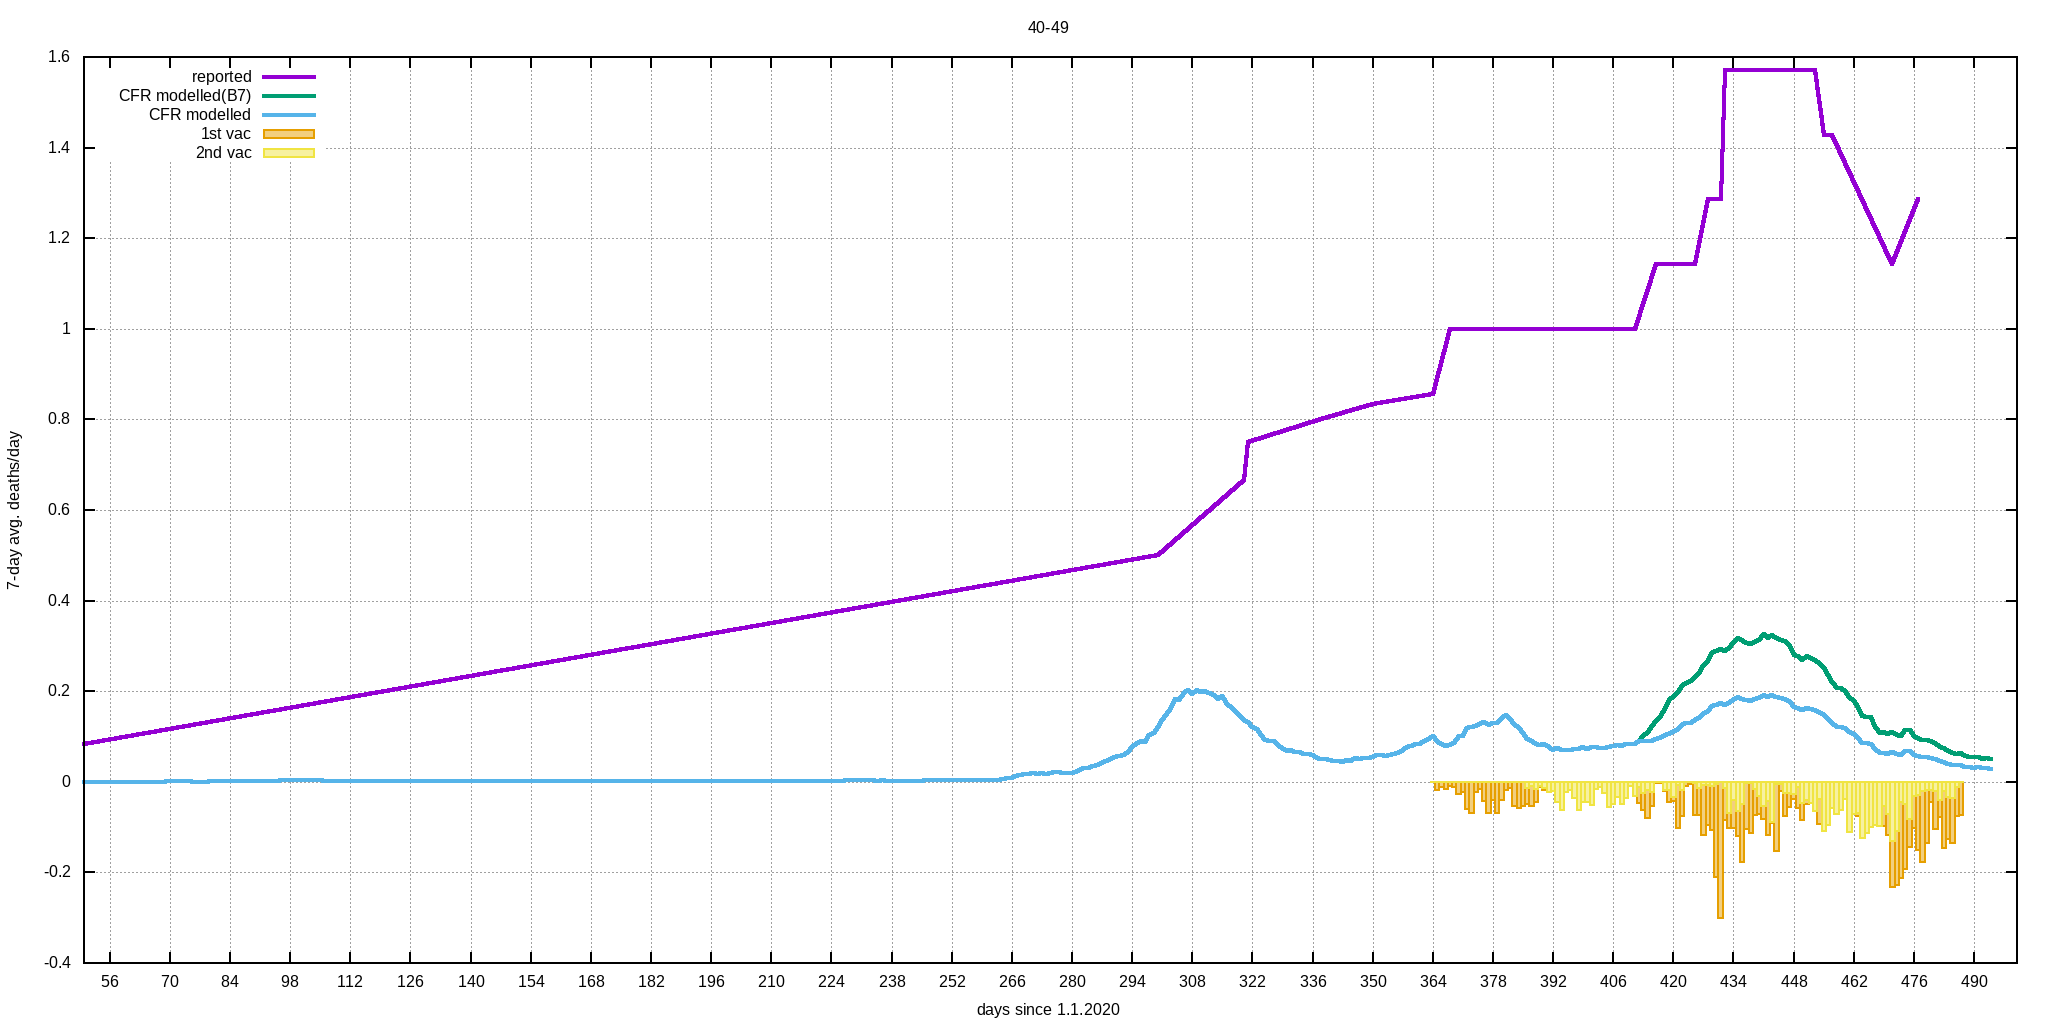 40-49
reported
CFR modelled(B7)
CFR modelled
1st vac
2nd vac
1.6
1.4
1.2
1
0.8
0.6
0.4
0.2
0
-0.2
-0.4
7-day avg. deaths/day
56 70 84 98 112 126 140 154 168 182 196 210 224 238 252 266 280 294 308 322 336 350 364 378 392 406 420 434 448 462 476 490
days since 1.1.2020